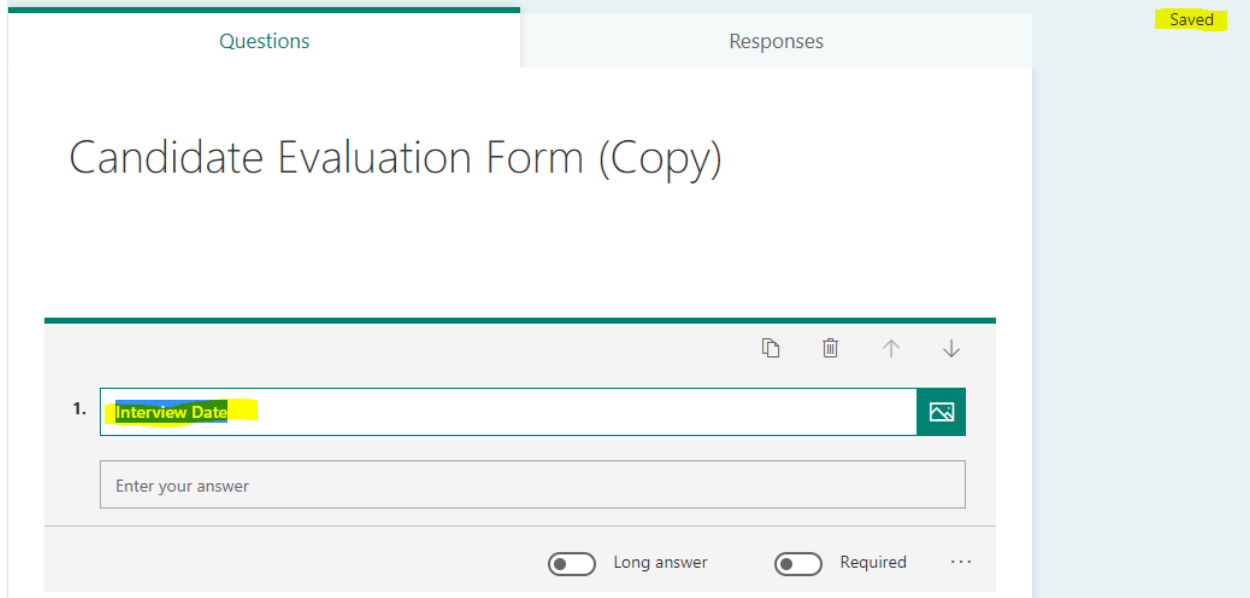 Saved
Questions
Responses
Candidate Evaluation Form (Copy)
1. Interview Date
Enter your answer
Long answer
Required